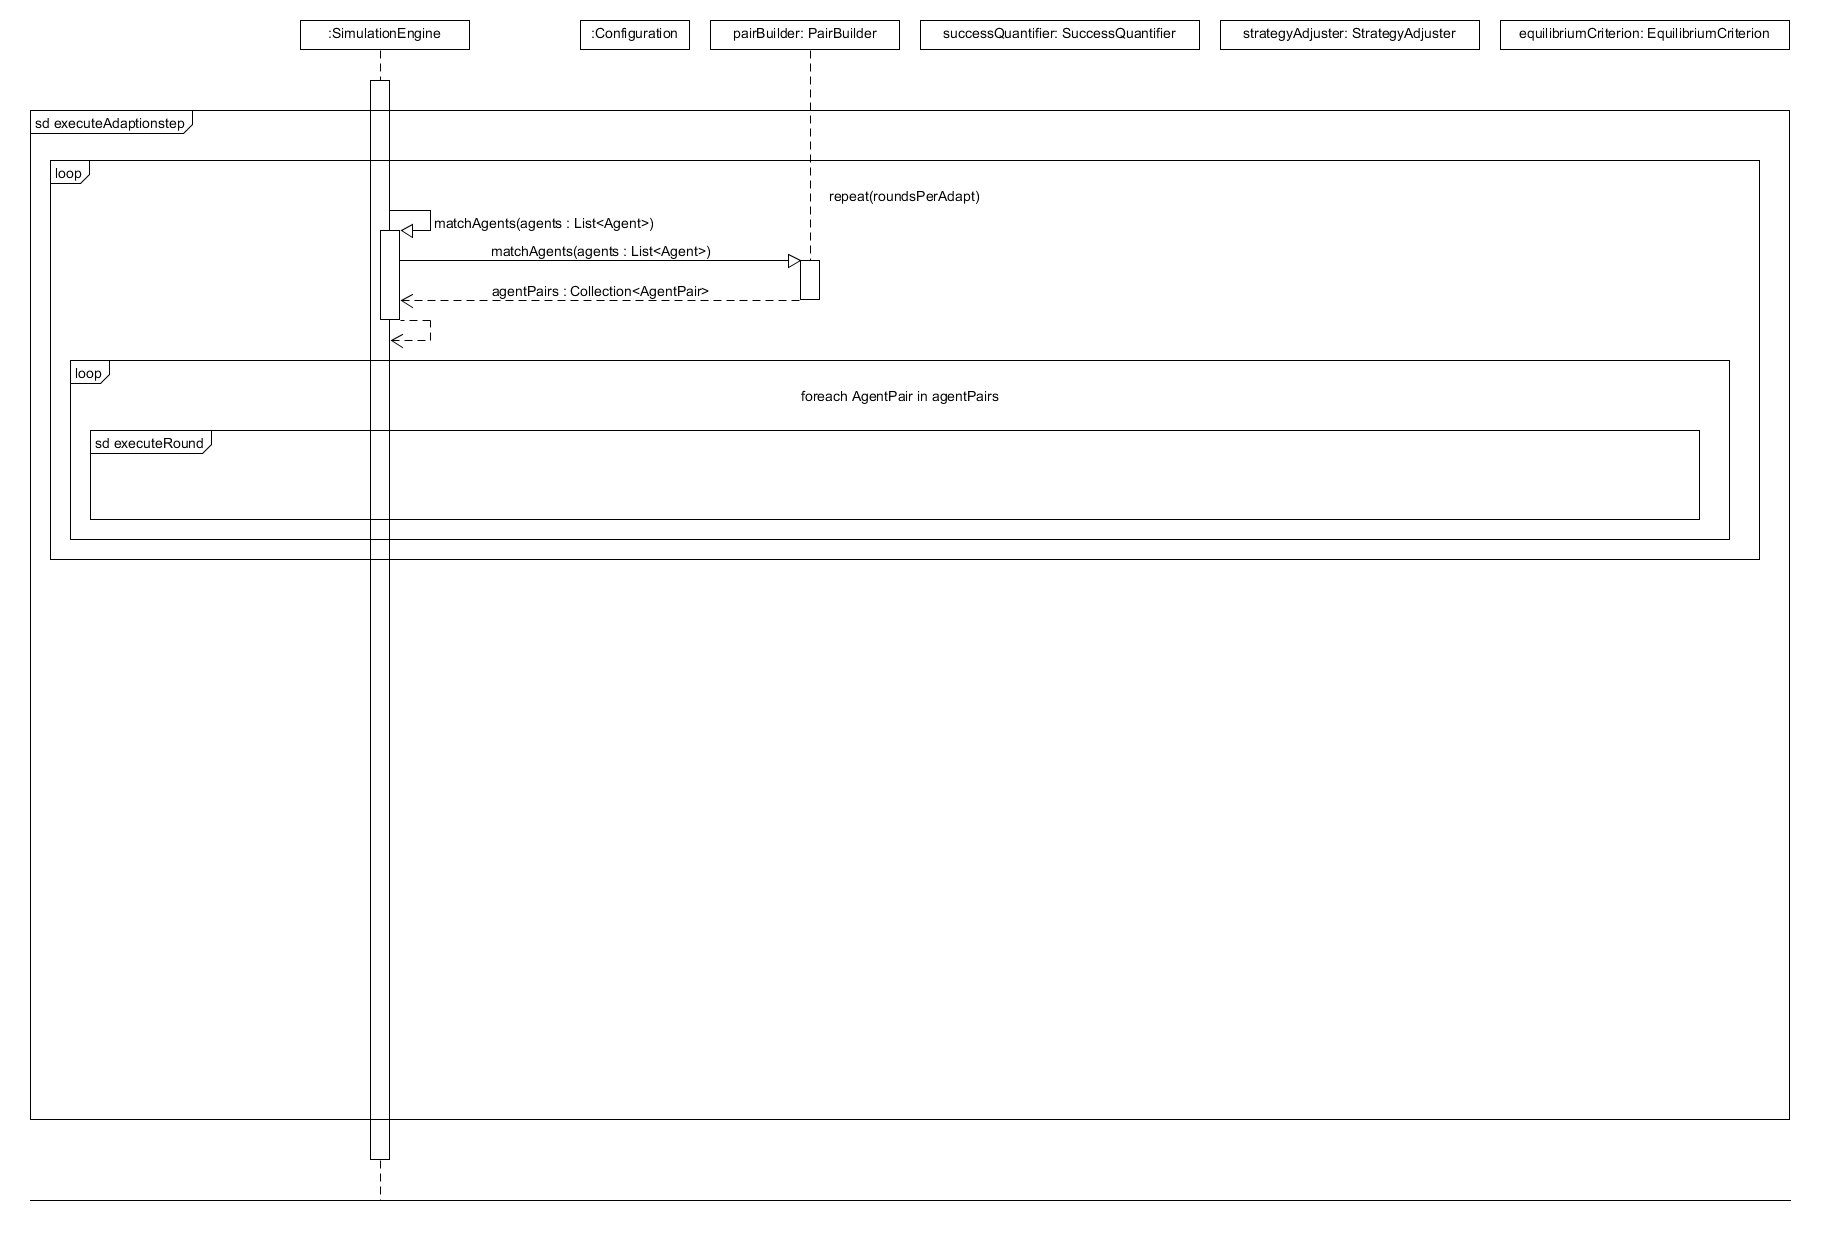 :SimulationEngine
:Configuration
pairBuilder: PairBuilder
successQuantifier: SuccessQuantifier
strategyAdjuster: StrategyAdjuster
equilibriumCriterion: EquilibriumCriterion
sd executeAdaptionstep
loop
repeat(roundsPerAdapt)
matchAgents(agents : List<Agent>)
matchAgents(agents : List<Agent>)
agentPairs : Collection<AgentPair>
loop
foreach AgentPair in agentPairs
sd executeRound